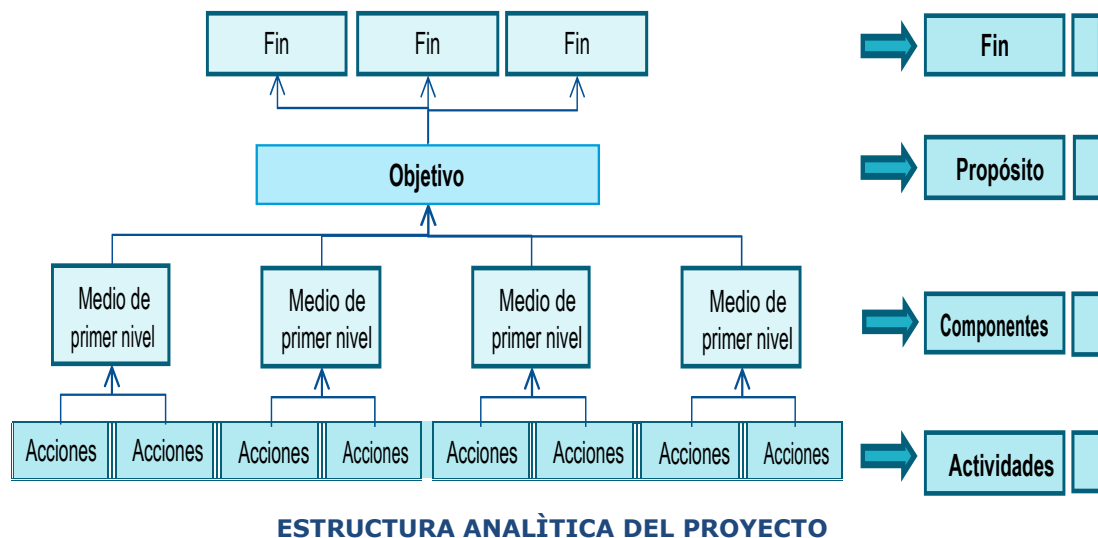 Fin Fin Fin Fin
Objetivo Propósito
Medio de Medio de Medio de Medio de
primer nivel primer nivel primer nivel primer nivel Componentes
Acciones Acciones Acciones Acciones Acciones Acciones Acciones Acciones Actividades
ESTRUCTURA ANALÌTICA DEL PROYECTO